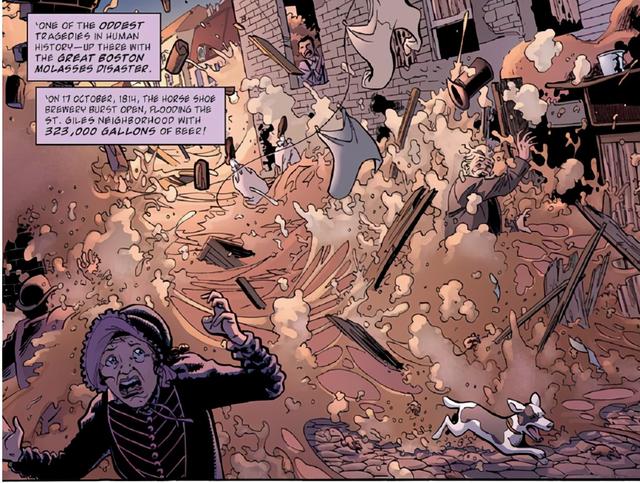 'ONE OF THE ODDEST
TRAGEDIES IN HUMAN
HISTORY—UP THERE WITH
THE GREAT BOSTON
MOLASSES DISASTER.
'ON 17 OCTOBER, 1814, THE HORSE SHOE
BREWERY BURST OPEN, FLOODING THE
ST. GILES NEIGHBORHOOD WITH
323,000 GALLONS OF BEER!